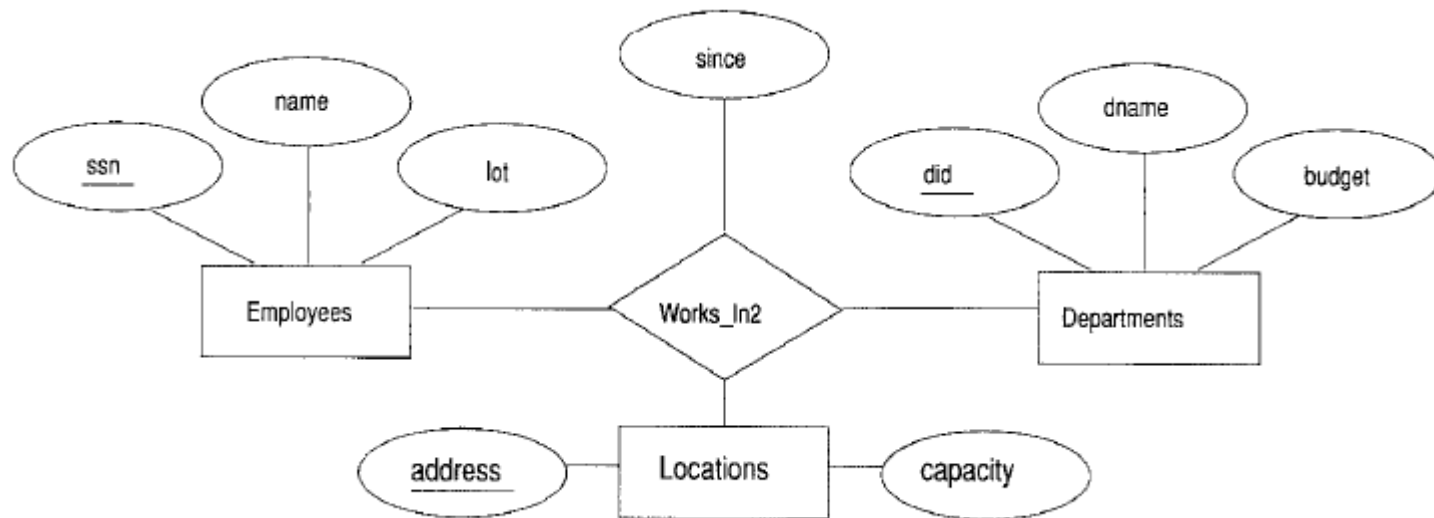 since
name
dname
ssn
lot
did
budget
Employees
Works_In2
Departments
address
Locations
capacity